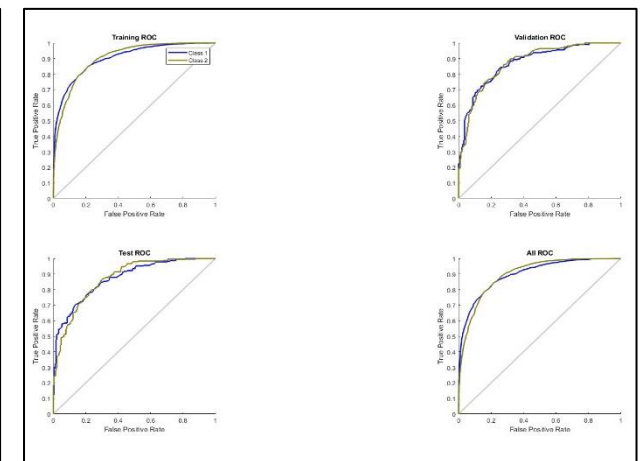 Training ROC
Class 1
Class 2
True Positive Rate
1
0.9
0.8
0.7
0.6
0.5
0.4
0.3
0.2
0.1
0
0 0.2 0.4 0.6 0.8 1
False Positive Rate
Validation ROC
True Positive Rate
1
0.9
0.8
0.7
0.6
0.5
0.4
0.3
0.2
0.1
0
0 0.2 0.4 0.6 0.8 1
False Positive Rate
Test ROC
True Positive Rate
1
0.9
0.8
0.7
0.6
0.5
0.4
0.3
0.2
0.1
0
0 0.2 0.4 0.6 0.8 1
False Positive Rate
All ROC
True Positive Rate
1
0.9
0.8
0.7
0.6
0.5
0.4
0.3
0.2
0.1
0
0 0.2 0.4 0.6 0.8 1
False Positive Rate